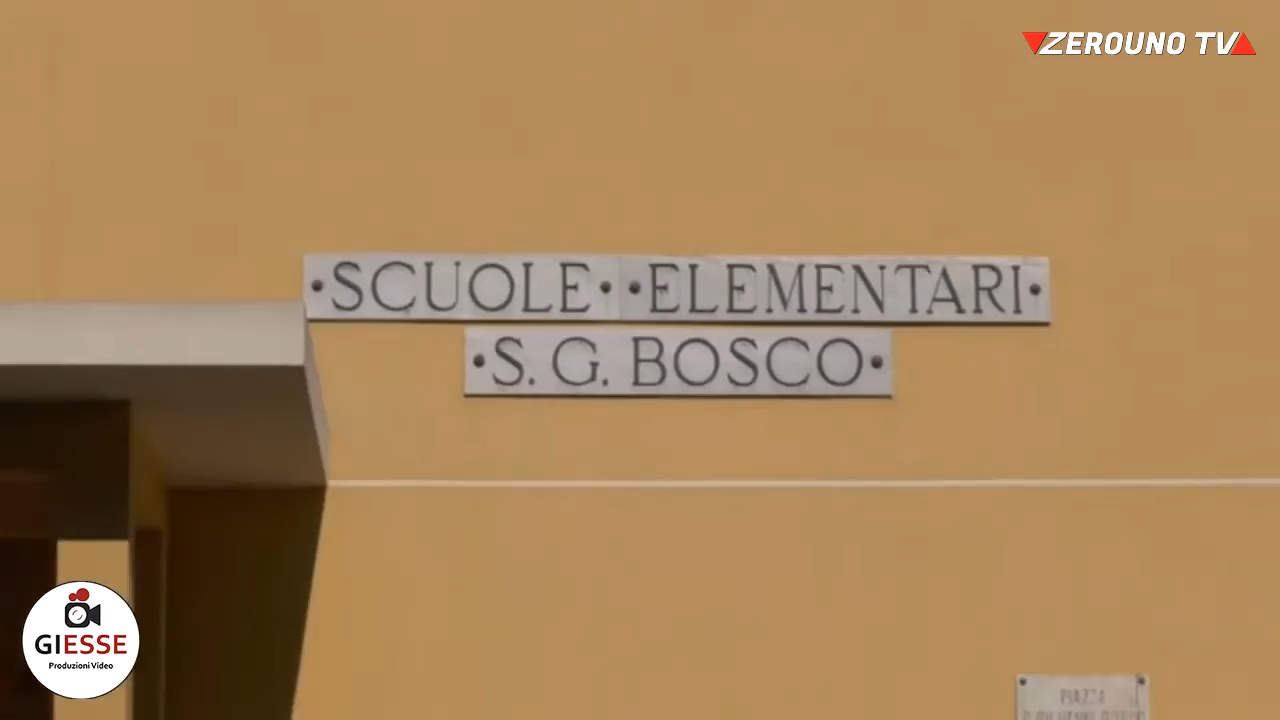 ZEROUNO TV
SCUOLE ELEMENTARI
S. G. BOSCO
GIESSE
Produzioni Video
PIAZZA